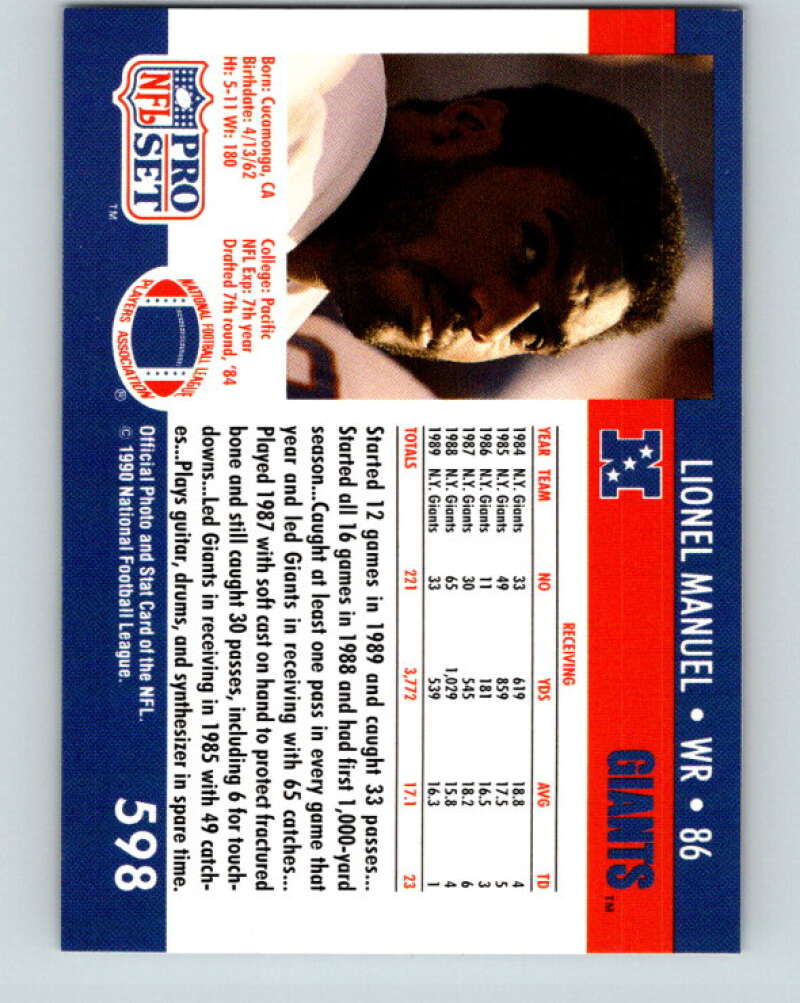 LIONEL MANUEL • WR • 86
GIANTS™
N
RECEIVING
YEAR TEAM NO YDS AVG TD
1984 N.Y. Giants 33 619 18.8 4
1985 N.Y. Giants 49 859 17.5 5
1986 N.Y. Giants 11 181 16.5 3
1987 N.Y. Giants 30 545 18.2 6
1988 N.Y. Giants 65 1,029 15.8 4
1989 N.Y. Giants 33 539 16.3 1
TOTALS 221 3,772 17.1 23
Born: Cucamonga, CA
Birthdate: 4/13/62
Ht: 5-11 Wt: 180
College: Pacific
NFL Exp: 7th year
Drafted 7th round, '84
Started 12 games in 1989 and caught 33 passes...
Started all 16 games in 1988 and had first 1,000-yard
season...Caught at least one pass in every game that
year and led Giants in receiving with 65 catches...
Played 1987 with soft cast on hand to protect fractured
bone and still caught 30 passes, including 6 for touch-
downs...Led Giants in receiving in 1985 with 49 catch-
es...Plays guitar, drums, and synthesizer in spare time.
NFL
PRO
SET
™
NATIONAL FOOTBALL LEAGUE
PLAYERS ASSOCIATION
®
Official Photo and Stat Card of the NFL.
© 1990 National Football League.
598